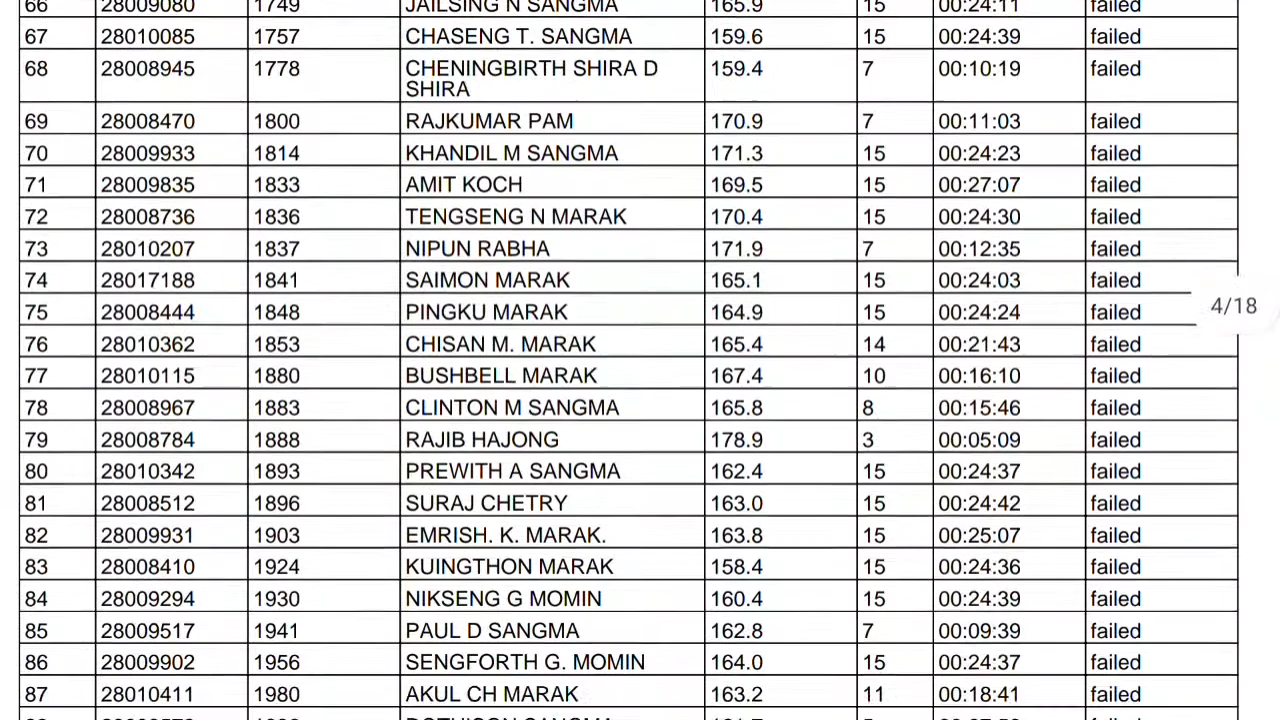 66 28009080 1749 JAILSING N SANGMA 165.9 15 00:24:11 failed
67 28010085 1757 CHASENG T. SANGMA 159.6 15 00:24:39 failed
68 28008945 1778 CHENINGBIRTH SHIRA D 159.4 7 00:10:19 failed
SHIRA
69 28008470 1800 RAJKUMAR PAM 170.9 7 00:11:03 failed
70 28009933 1814 KHANDIL M SANGMA 171.3 15 00:24:23 failed
71 28009835 1833 AMIT KOCH 169.5 15 00:27:07 failed
72 28008736 1836 TENGSENG N MARAK 170.4 15 00:24:30 failed
73 28010207 1837 NIPUN RABHA 171.9 7 00:12:35 failed
74 28017188 1841 SAIMON MARAK 165.1 15 00:24:03 failed
75 28008444 1848 PINGKU MARAK 164.9 15 00:24:24 failed
4/18
76 28010362 1853 CHISAN M. MARAK 165.4 14 00:21:43 failed
77 28010115 1880 BUSHBELL MARAK 167.4 10 00:16:10 failed
78 28008967 1883 CLINTON M SANGMA 165.8 8 00:15:46 failed
79 28008784 1888 RAJIB HAJONG 178.9 3 00:05:09 failed
80 28010342 1893 PREWITH A SANGMA 162.4 15 00:24:37 failed
81 28008512 1896 SURAJ CHETRY 163.0 15 00:24:42 failed
82 28009931 1903 EMRISH. K. MARAK. 163.8 15 00:25:07 failed
83 28008410 1924 KUINGTHON MARAK 158.4 15 00:24:36 failed
84 28009294 1930 NIKSENG G MOMIN 160.4 15 00:24:39 failed
85 28009517 1941 PAUL D SANGMA 162.8 7 00:09:39 failed
86 28009902 1956 SENGFORTH G. MOMIN 164.0 15 00:24:37 failed
87 28010411 1980 AKUL CH MARAK 163.2 11 00:18:41 failed